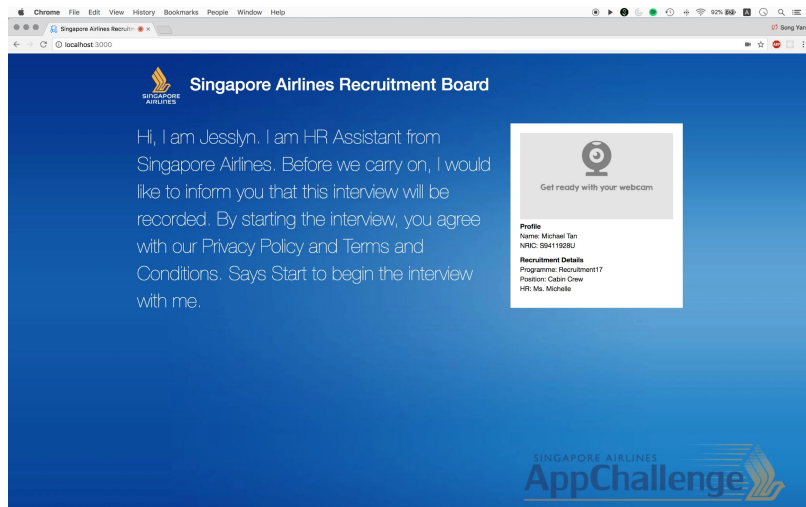 Chrome File Edit View History Bookmarks People Window Help
92%
Singapore Airlines Recruitm
Song Yan
localhost:3000
ABP
SINGAPORE
AIRLINES
Singapore Airlines Recruitment Board
Hi, I am Jesslyn. I am HR Assistant from
Singapore Airlines. Before we carry on, I would
like to inform you that this interview will be
recorded. By starting the interview, you agree
with our Privacy Policy and Terms and
Conditions. Says Start to begin the interview
with me.
Get ready with your webcam
Profile
Name: Michael Tan
NRIC: S9411928U
Recruitment Details
Programme: Recruitment17
Position: Cabin Crew
HR: Ms. Michelle
SINGAPORE AIRLINES
AppChallenge